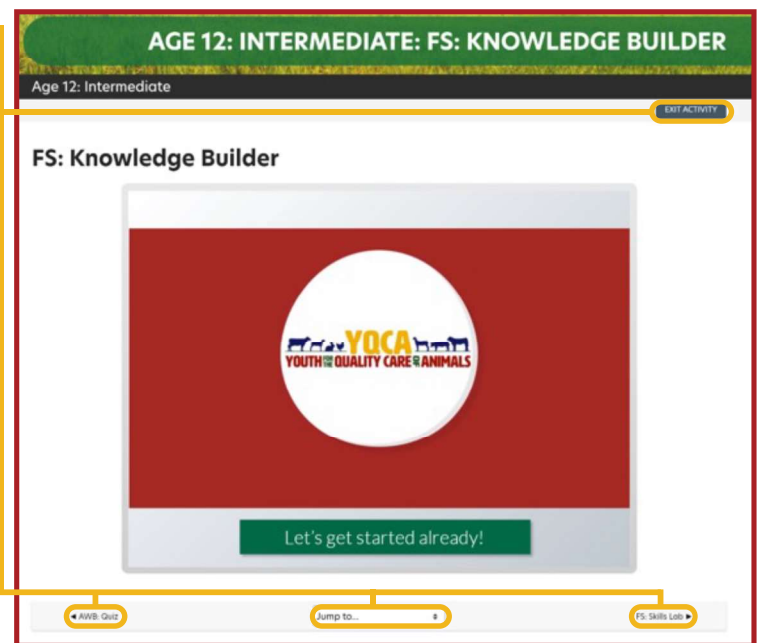 AGE 12: INTERMEDIATE: FS: KNOWLEDGE BUILDER
Age 12: Intermediate
EXIT ACTIVITY
FS: Knowledge Builder
YQCA
YOUTH FOR THE QUALITY CARE OF ANIMALS
Let's get started already!
◄ AWB: Quiz
Jump to...
FS: Skills Lab ►